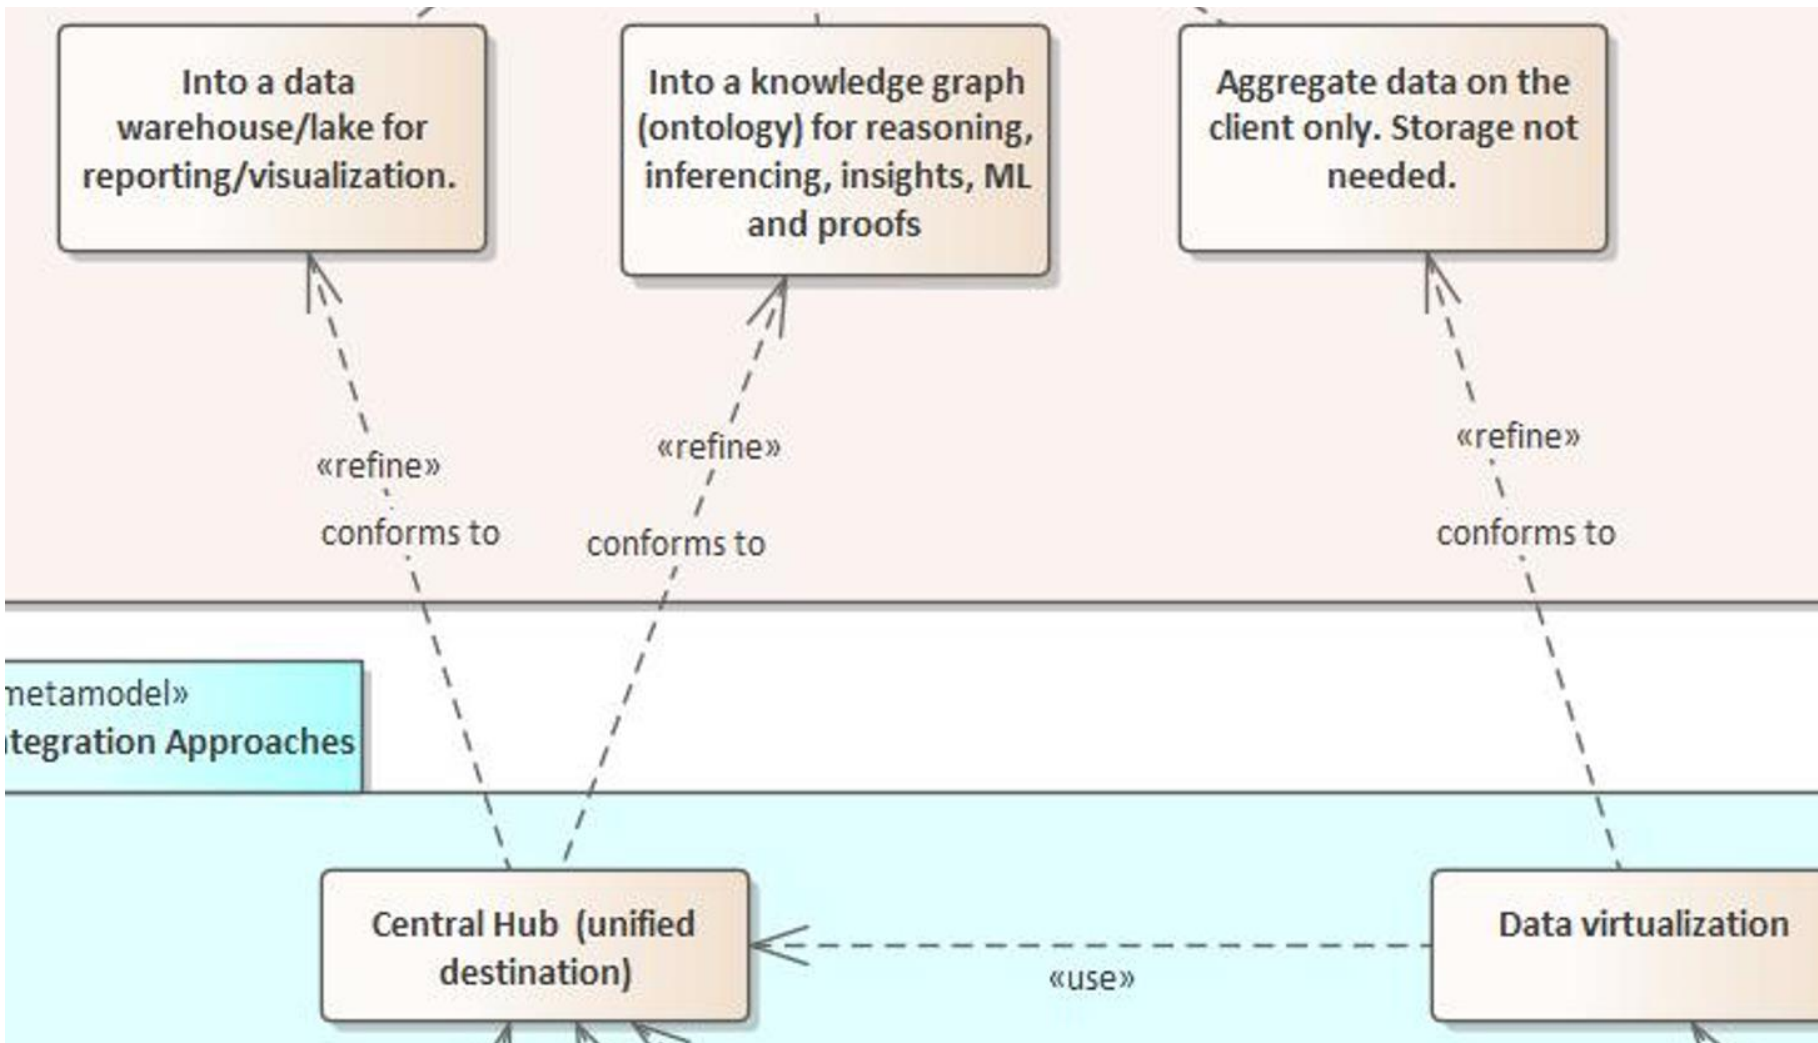 Into a data
warehouse/lake for
reporting/visualization.
Into a knowledge graph
(ontology) for reasoning,
inferencing, insights, ML
and proofs
Aggregate data on the
client only. Storage not
needed.
«refine»
conforms to
«refine»
conforms to
«refine»
conforms to
metamodel»
ntegration Approaches
Central Hub (unified
destination)
«use»
Data virtualization